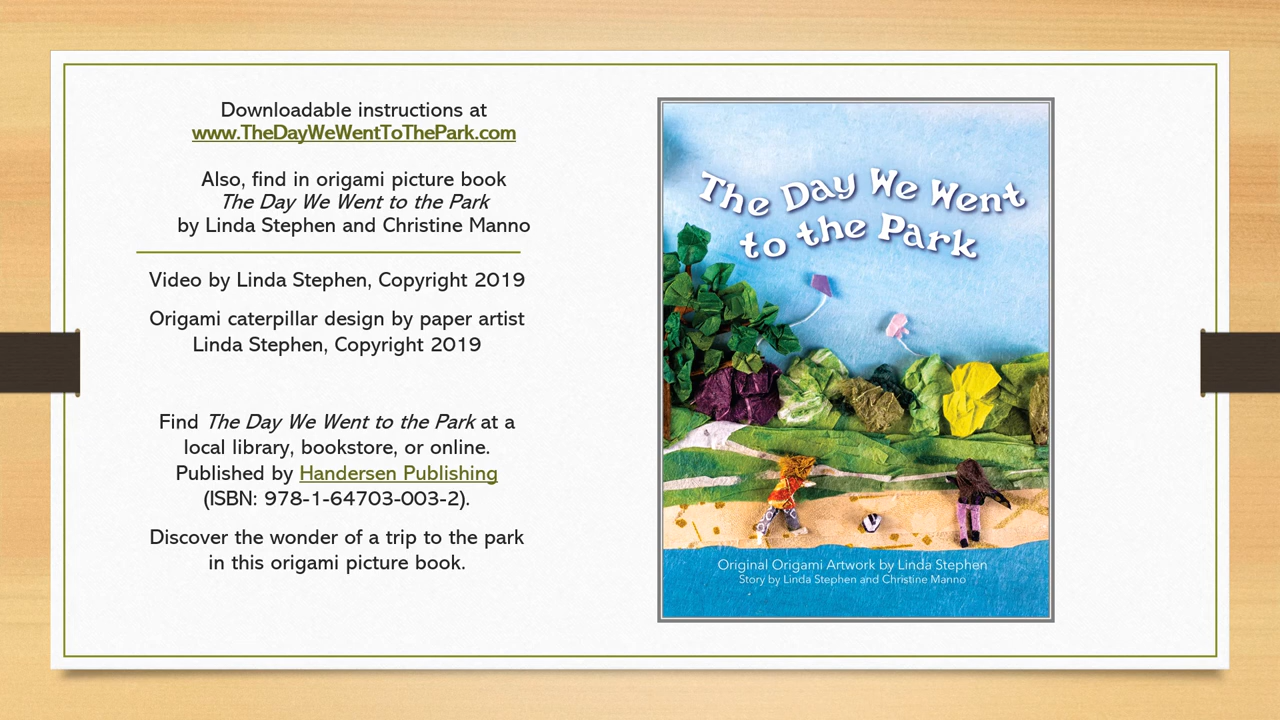 Downloadable instructions at
www.TheDayWeWentToThePark.com
Also, find in origami picture book
The Day We Went to the Park
by Linda Stephen and Christine Manno
Video by Linda Stephen, Copyright 2019
Origami caterpillar design by paper artist
Linda Stephen, Copyright 2019
Find The Day We Went to the Park at a
local library, bookstore, or online.
Published by Handersen Publishing
(ISBN: 978-1-64703-003-2).
Discover the wonder of a trip to the park
in this origami picture book.
The Day We Went
to the Park
Original Origami Artwork by Linda Stephen
Story by Linda Stephen and Christine Manno